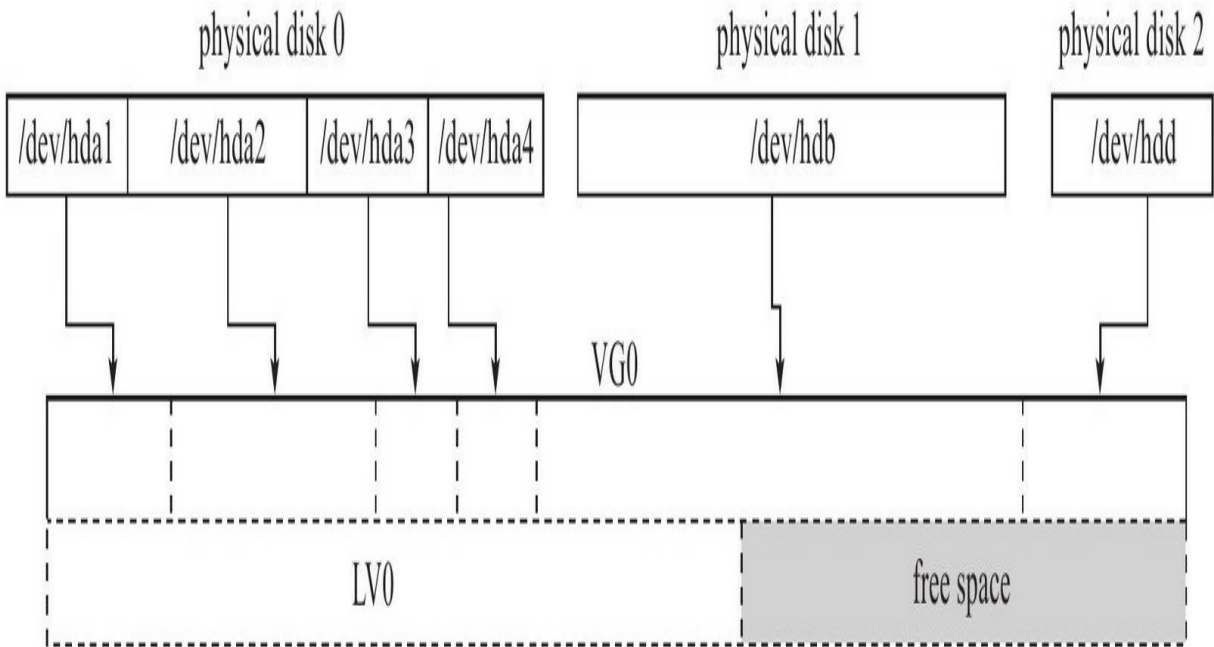 physical disk 0 physical disk 1 physical disk 2
/dev/hda1 /dev/hda2 /dev/hda3 /dev/hda4 /dev/hdb /dev/hdd
VG0
LV0 free space